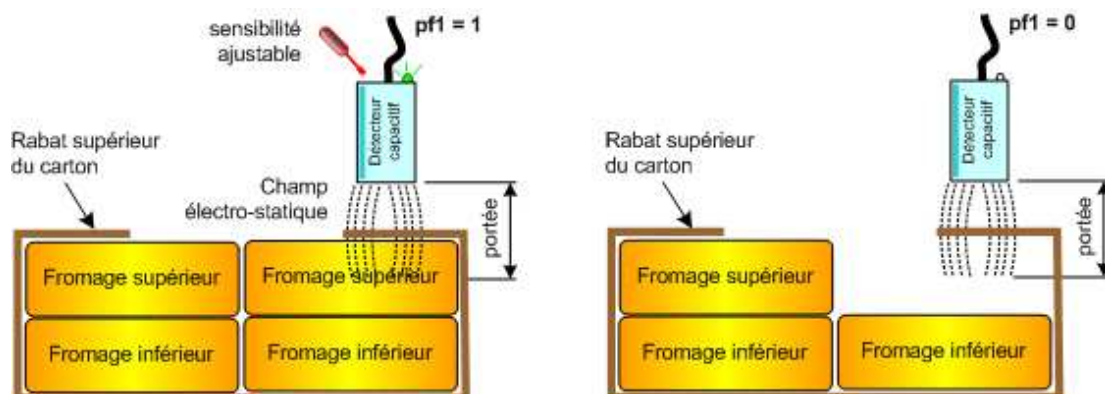 sensibilité
ajustable
pf1 = 1
Détecteur
capacitif
Rabat supérieur
du carton
Champ
électro-statique
portée
Fromage supérieur
Fromage supérieur
Fromage inférieur
Fromage inférieur
pf1 = 0
Détecteur
capacitif
Rabat supérieur
du carton
portée
Fromage supérieur
Fromage inférieur
Fromage inférieur